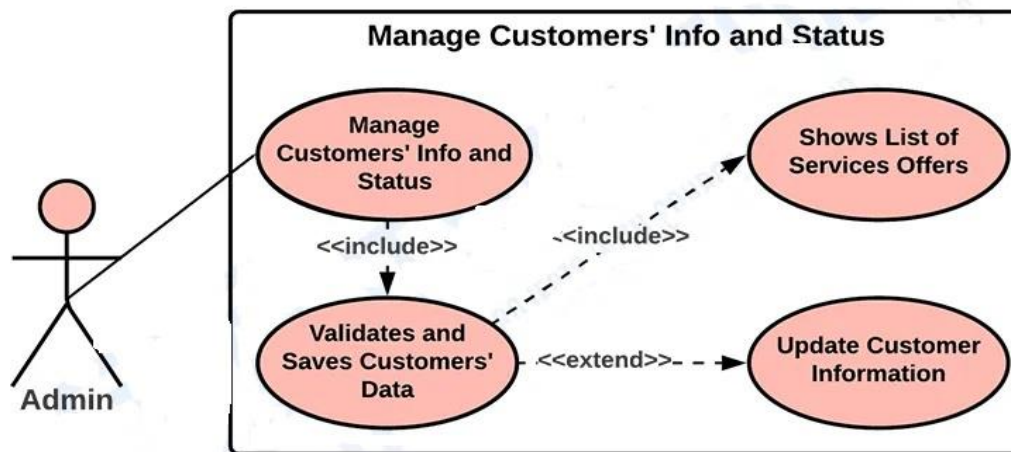 Manage Customers' Info and Status
Manage
Customers' Info and
Status
Shows List of
Services Offers
<<include>>
<<include>>
Validates and
Saves Customers'
Data
<<extend>>
Update Customer
Information
Admin